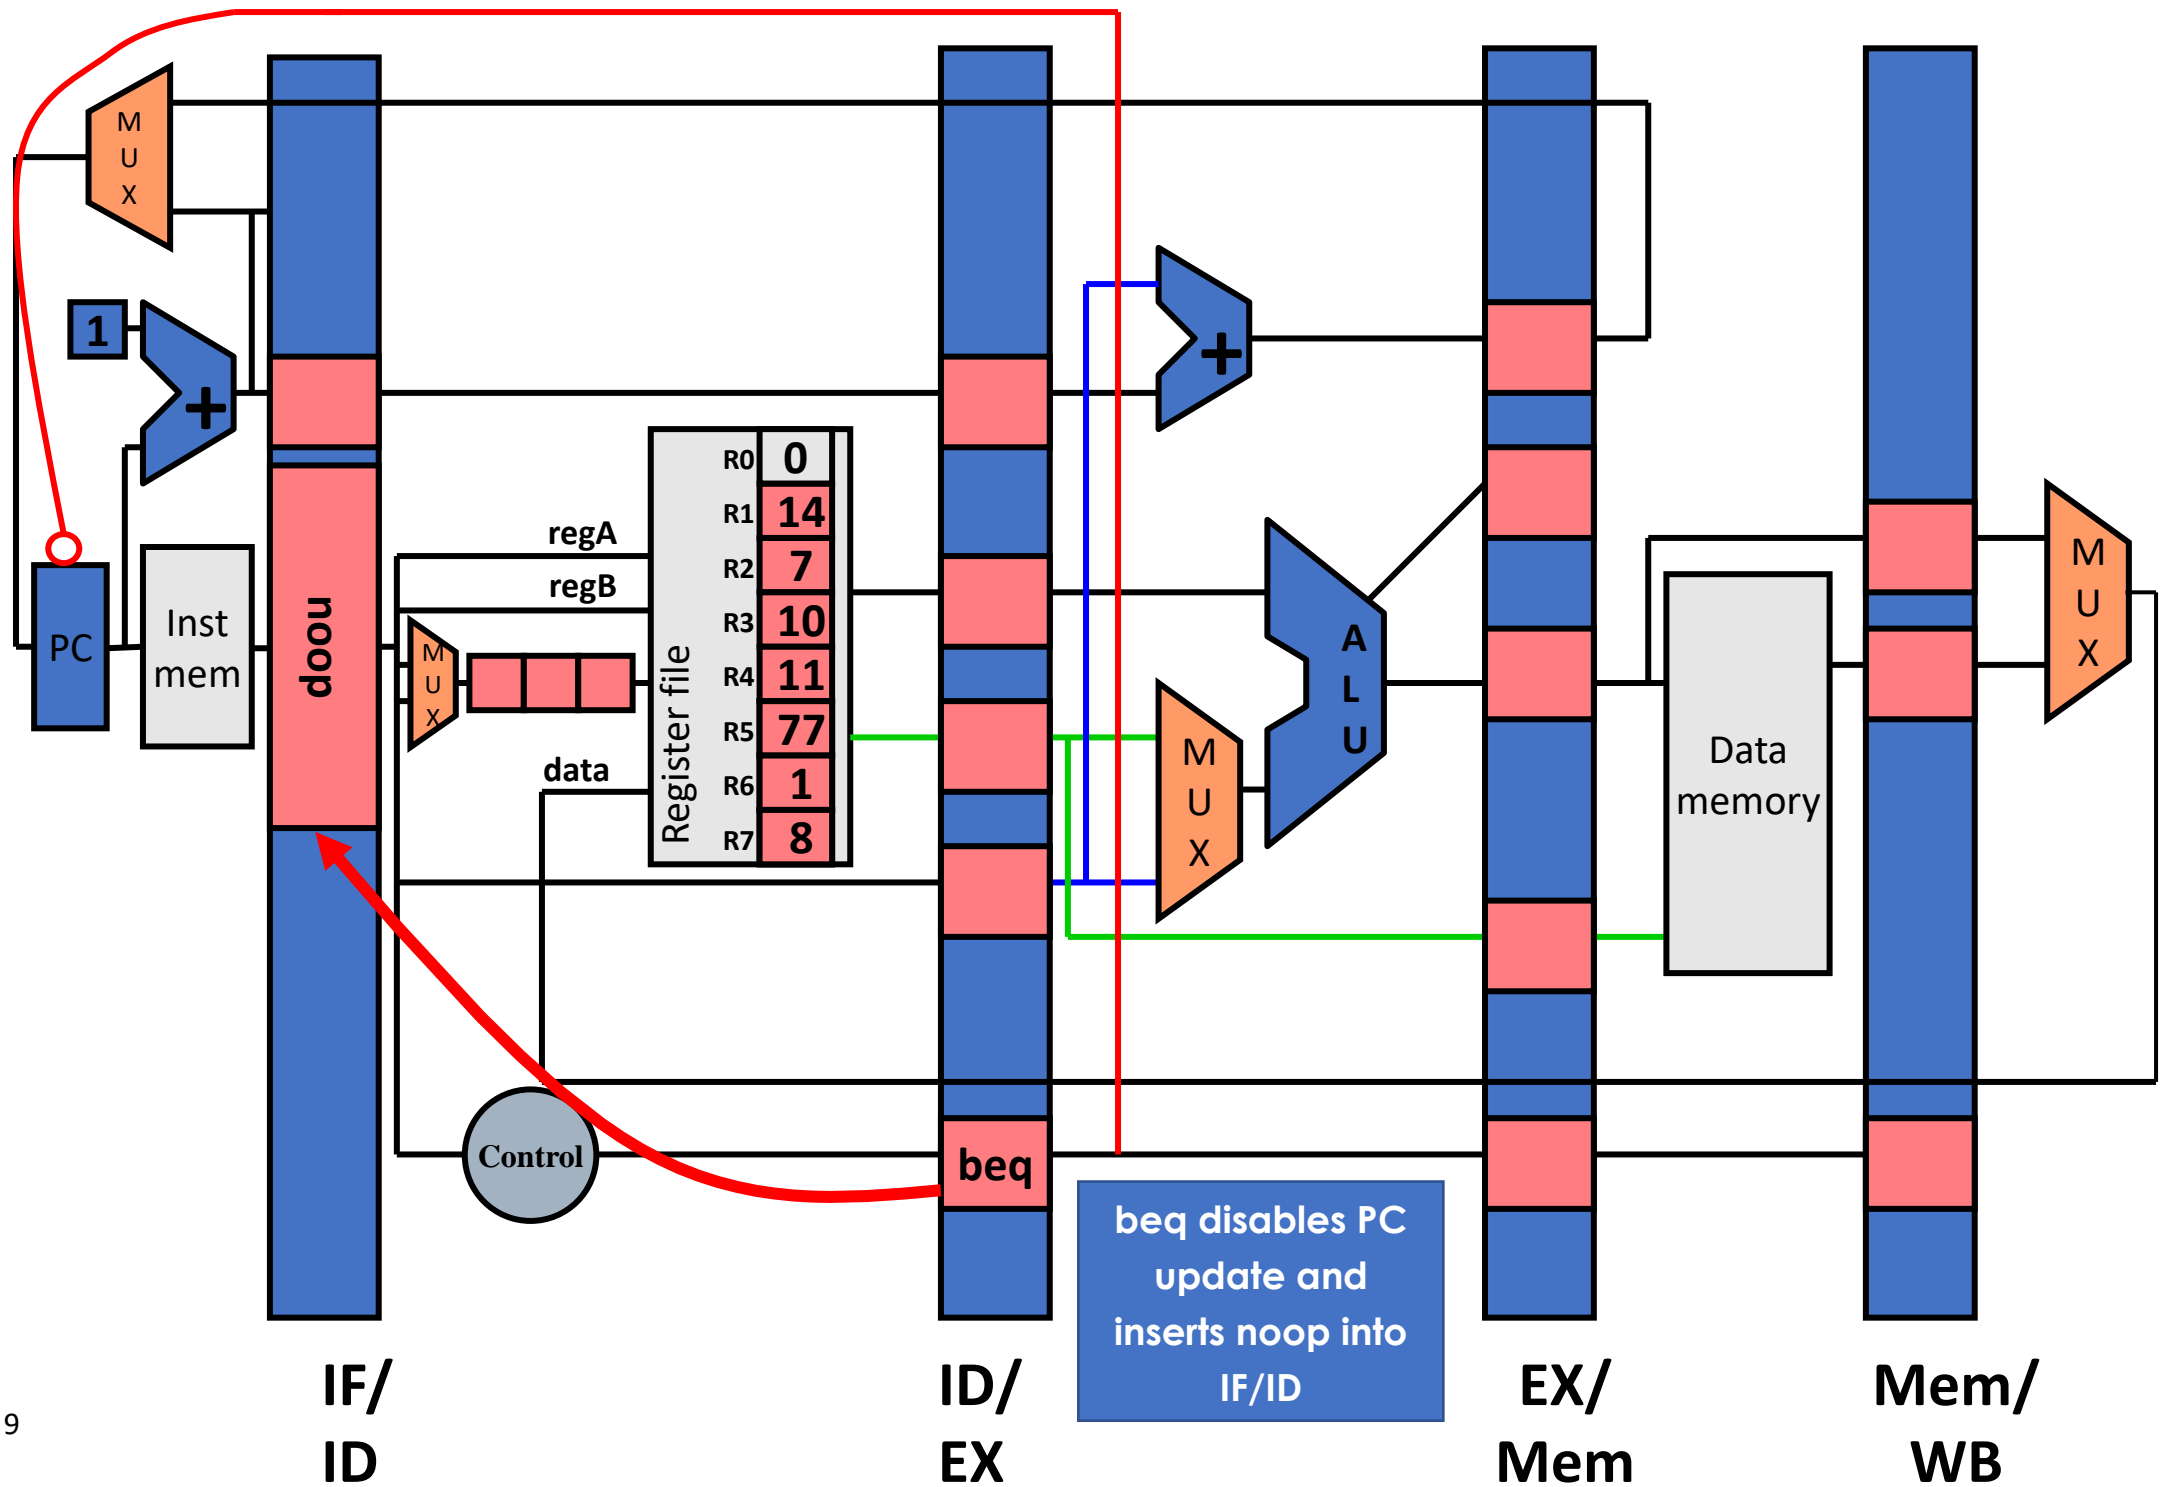 M
U
X
1
+
+
R0 0
R1 14
R2 7
R3 10
R4 11
R5 77
R6 1
R7 8
regA
regB
data
Register file
PC
Inst
mem
noop
M
U
X
M
U
X
A
L
U
Data
memory
M
U
X
Control
beq
beq disables PC
update and
inserts noop into
IF/ID
IF/
ID
ID/
EX
EX/
Mem
Mem/
WB
9